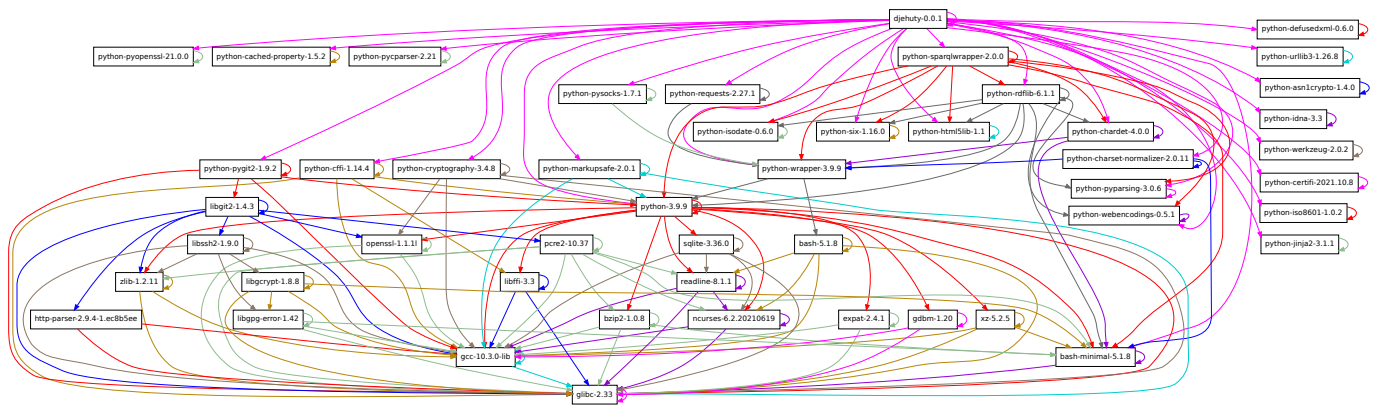 djehuty-0.0.1
python-defusedxml-0.6.0
python-pyopenssl-21.0.0
python-cached-property-1.5.2
python-pycparser-2.21
python-sparqlwrapper-2.0.0
python-urllib3-1.26.8
python-pysocks-1.7.1
python-requests-2.27.1
python-rdflib-6.1.1
python-asn1crypto-1.4.0
python-isodate-0.6.0
python-six-1.16.0
python-html5lib-1.1
python-chardet-4.0.0
python-idna-3.3
python-pygit2-1.9.2
python-cffi-1.14.4
python-cryptography-3.4.8
python-markupsafe-2.0.1
python-wrapper-3.9.9
python-charset-normalizer-2.0.11
python-werkzeug-2.0.2
python-pyparsing-3.0.6
python-certifi-2021.10.8
libgit2-1.4.3
python-3.9.9
python-webencodings-0.5.1
python-iso8601-1.0.2
libssh2-1.9.0
openssl-1.1.1l
pcre2-10.37
sqlite-3.36.0
bash-5.1.8
python-jinja2-3.1.1
zlib-1.2.11
libgcrypt-1.8.8
libffi-3.3
readline-8.1.1
http-parser-2.9.4-1.ec8b5ee
libgpg-error-1.42
bzip2-1.0.8
ncurses-6.2.20210619
expat-2.4.1
gdbm-1.20
xz-5.2.5
gcc-10.3.0-lib
bash-minimal-5.1.8
glibc-2.33